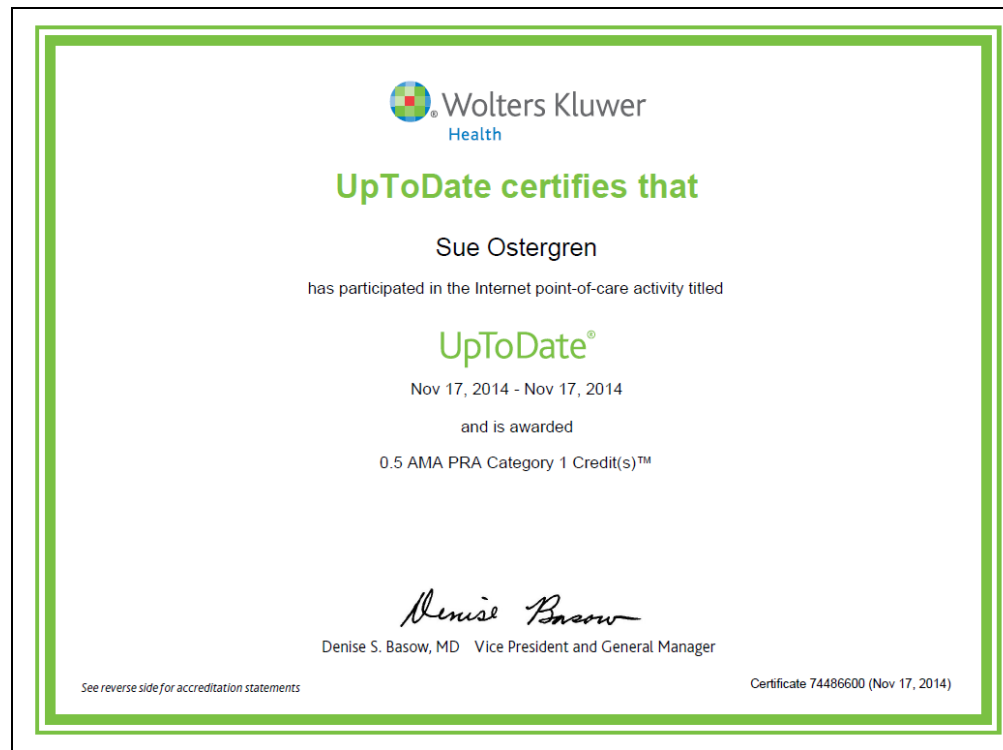 Wolters Kluwer
Health
UpToDate certifies that
Sue Ostergren
has participated in the Internet point-of-care activity titled
UpToDate®
Nov 17, 2014 - Nov 17, 2014
and is awarded
0.5 AMA PRA Category 1 Credit(s)™
Denise Basow
Denise S. Basow, MD Vice President and General Manager
See reverse side for accreditation statements
Certificate 74486600 (Nov 17, 2014)